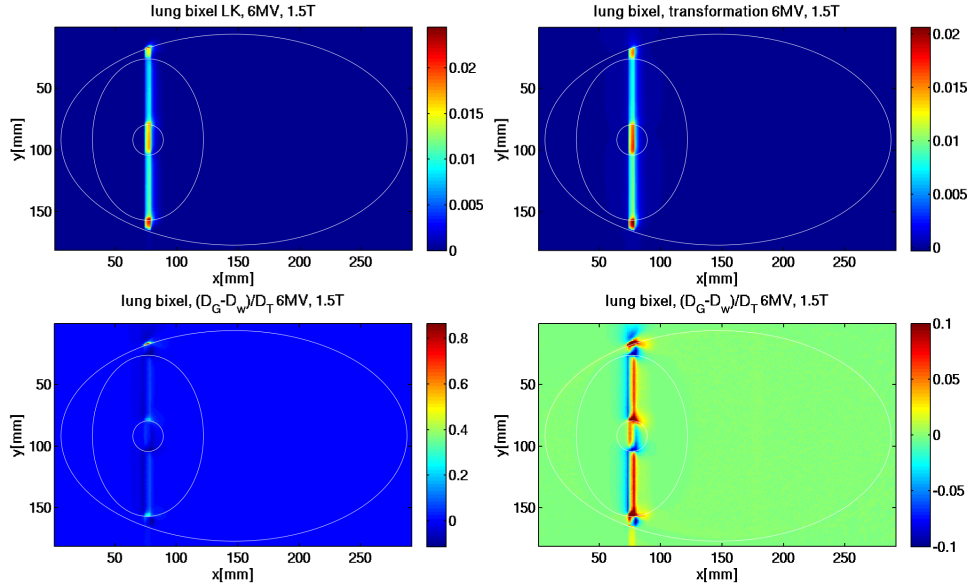 lung bixel LK, 6MV, 1.5T
y[mm]
50
100
150
50 100 150 200 250
x[mm]
0.02
0.015
0.01
0.005
0
lung bixel, transformation 6MV, 1.5T
y[mm]
50
100
150
50 100 150 200 250
x[mm]
0.02
0.015
0.01
0.005
0
lung bixel, (D_G-D_w)/D_T 6MV, 1.5T
y[mm]
50
100
150
50 100 150 200 250
x[mm]
0.8
0.6
0.4
0.2
0
lung bixel, (D_G-D_w)/D_T 6MV, 1.5T
y[mm]
50
100
150
50 100 150 200 250
x[mm]
0.1
0.05
0
-0.05
-0.1